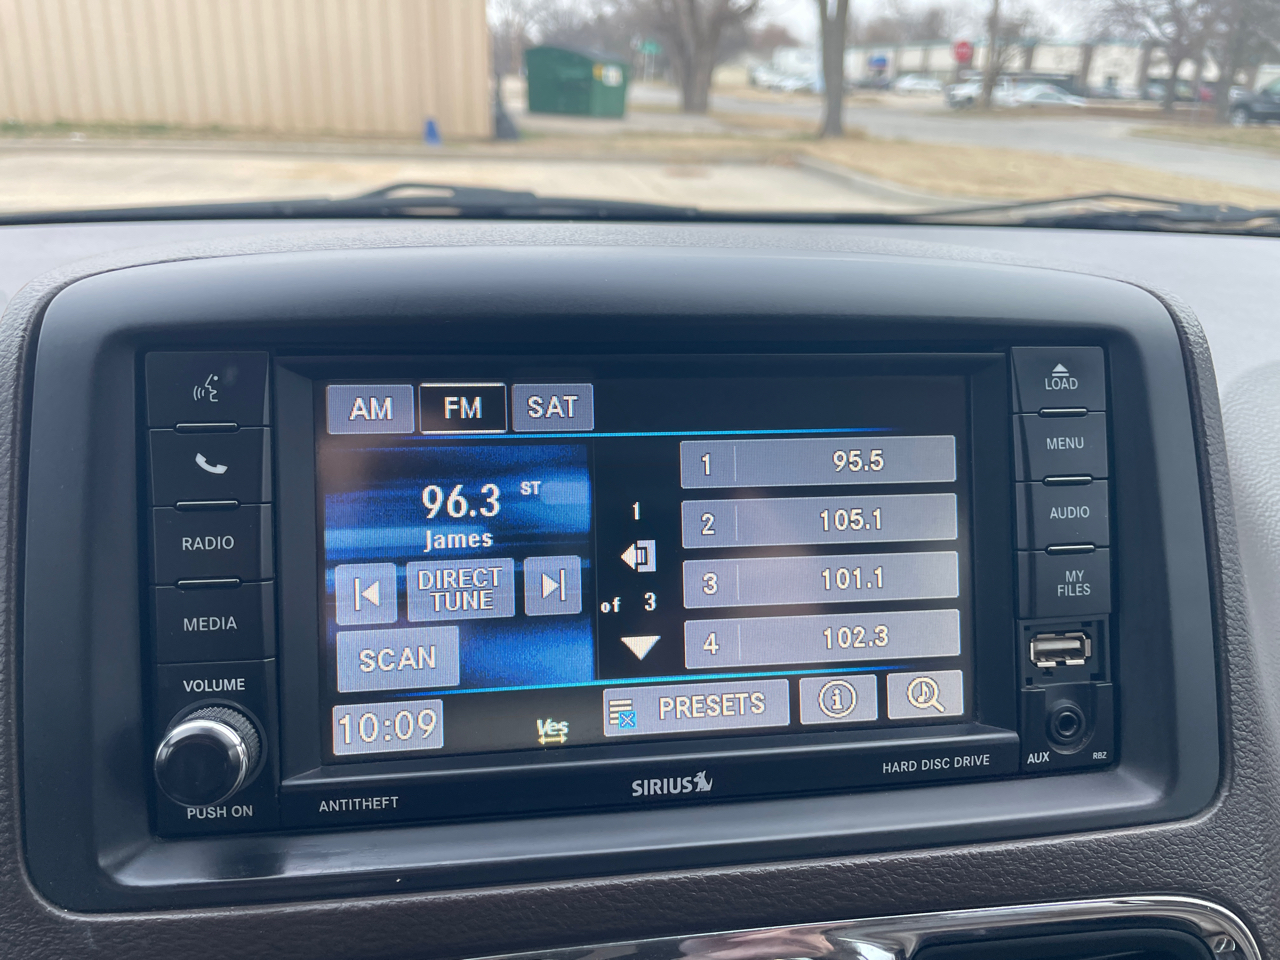 AM FM SAT
96.3 ST
James
DIRECT
TUNE
SCAN
10:09
Yes
1
of 3
1 95.5
2 105.1
3 101.1
4 102.3
PRESETS
i
RADIO
MEDIA
VOLUME
PUSH ON
LOAD
MENU
AUDIO
MY
FILES
AUX
RBZ
ANTITHEFT
SIRIUS
HARD DISC DRIVE